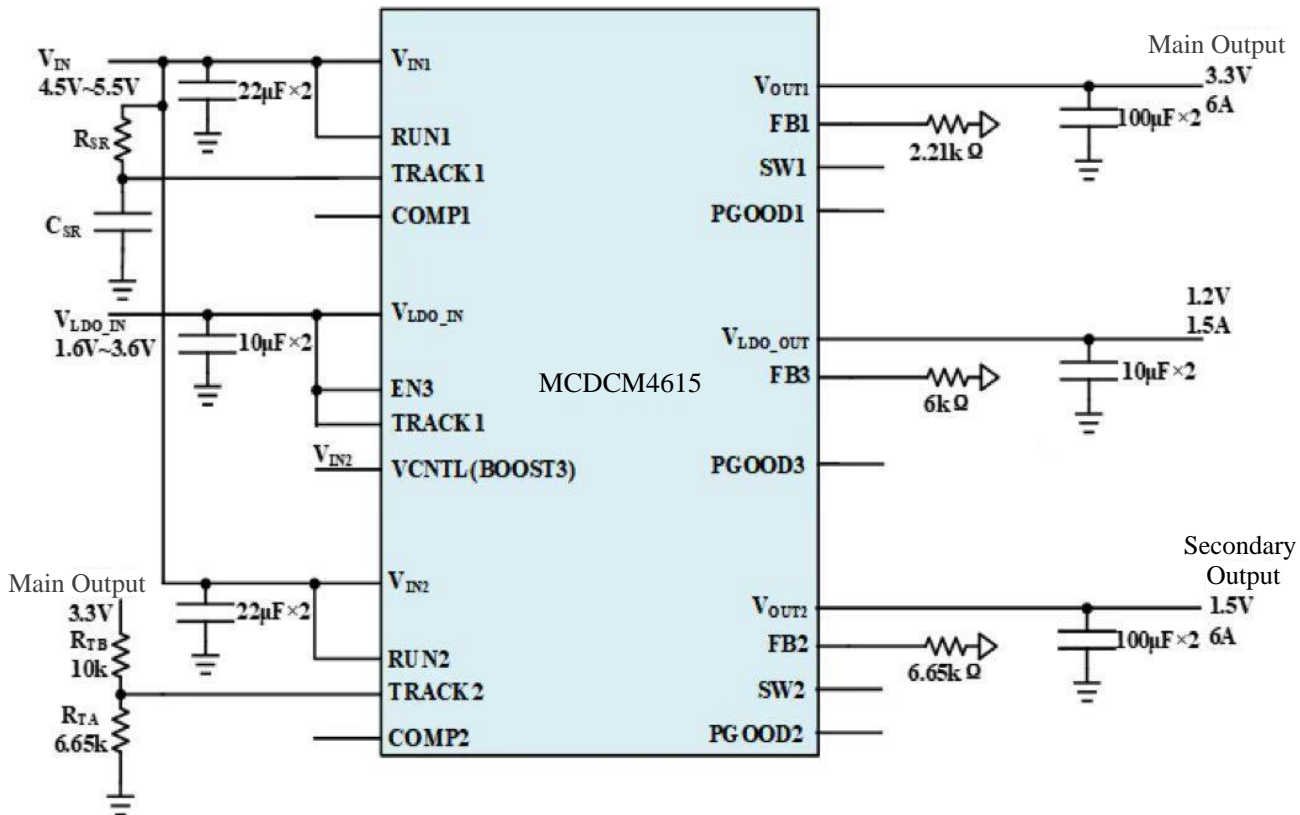 V_IN
4.5V~5.5V
22μF×2
R_SR
C_SR
V_IN1
RUN1
TRACK1
COMP1
V_LDO_IN
1.6V~3.6V
10μF×2
V_LDO_IN
EN3
TRACK1
V_IN2
VCNTL(BOOST3)
Main Output
3.3V
R_TB
10k
R_TA
6.65k
22μF×2
V_IN2
RUN2
TRACK2
COMP2
MCDCM4615
V_OUT1
FB1
SW1
PGOOD1
2.21kΩ
100μF×2
Main Output
3.3V
6A
V_LDO_OUT
FB3
PGOOD3
6kΩ
10μF×2
1.2V
1.5A
V_OUT2
FB2
SW2
PGOOD2
6.65kΩ
100μF×2
Secondary
Output
1.5V
6A